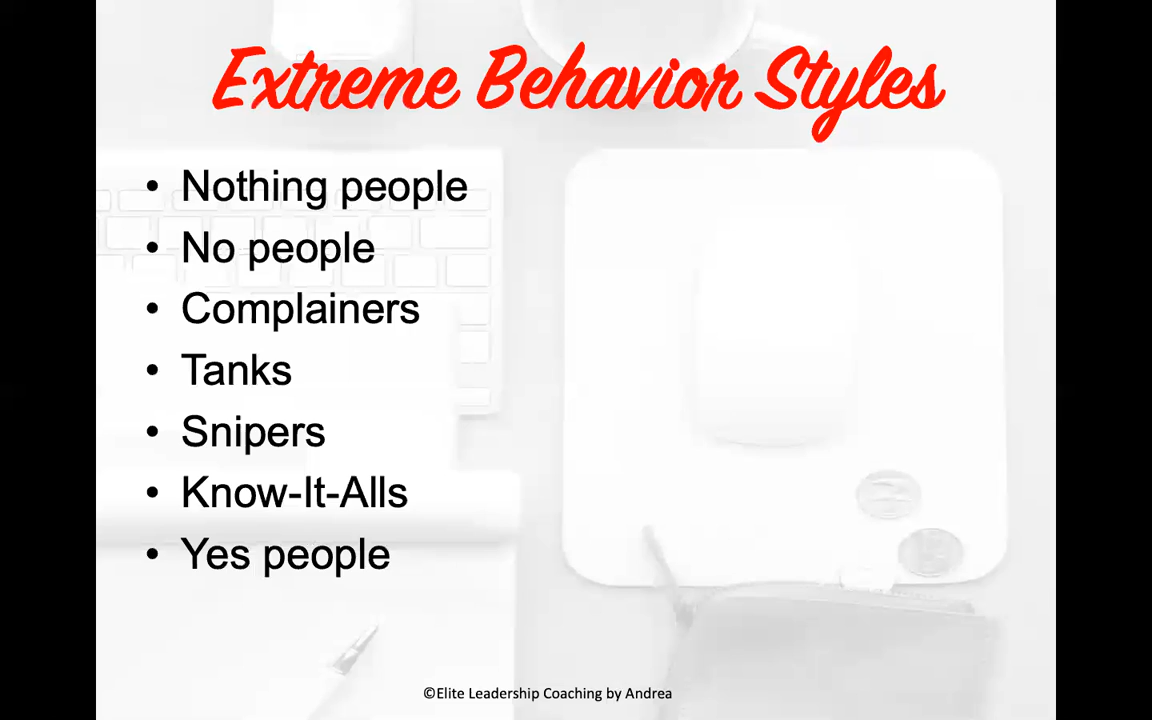 Extreme Behavior Styles
• Nothing people
• No people
• Complainers
• Tanks
• Snipers
• Know-It-Alls
• Yes people
©Elite Leadership Coaching by Andrea